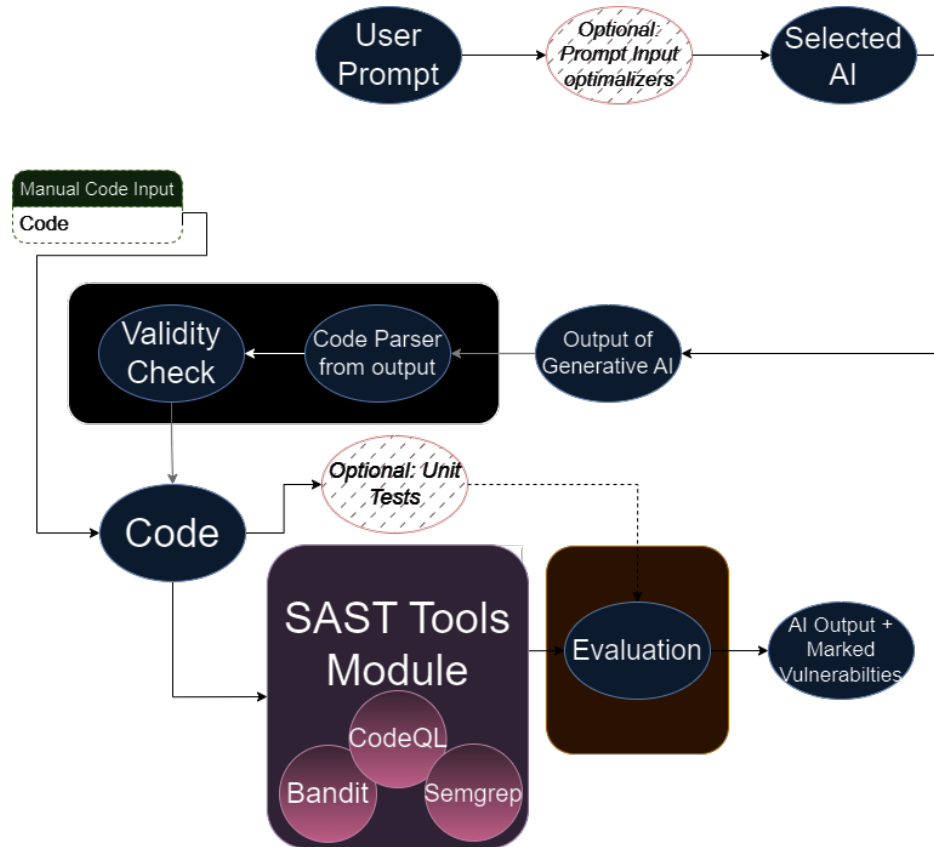 User
Prompt
Optional:
Prompt Input
optimalizers
Selected
AI
Manual Code Input
Code
Validity
Check
Code Parser
from output
Output of
Generative AI
Optional: Unit
Tests
Code
SAST Tools
Module
CodeQL
Bandit
Semgrep
Evaluation
AI Output +
Marked
Vulnerabilties